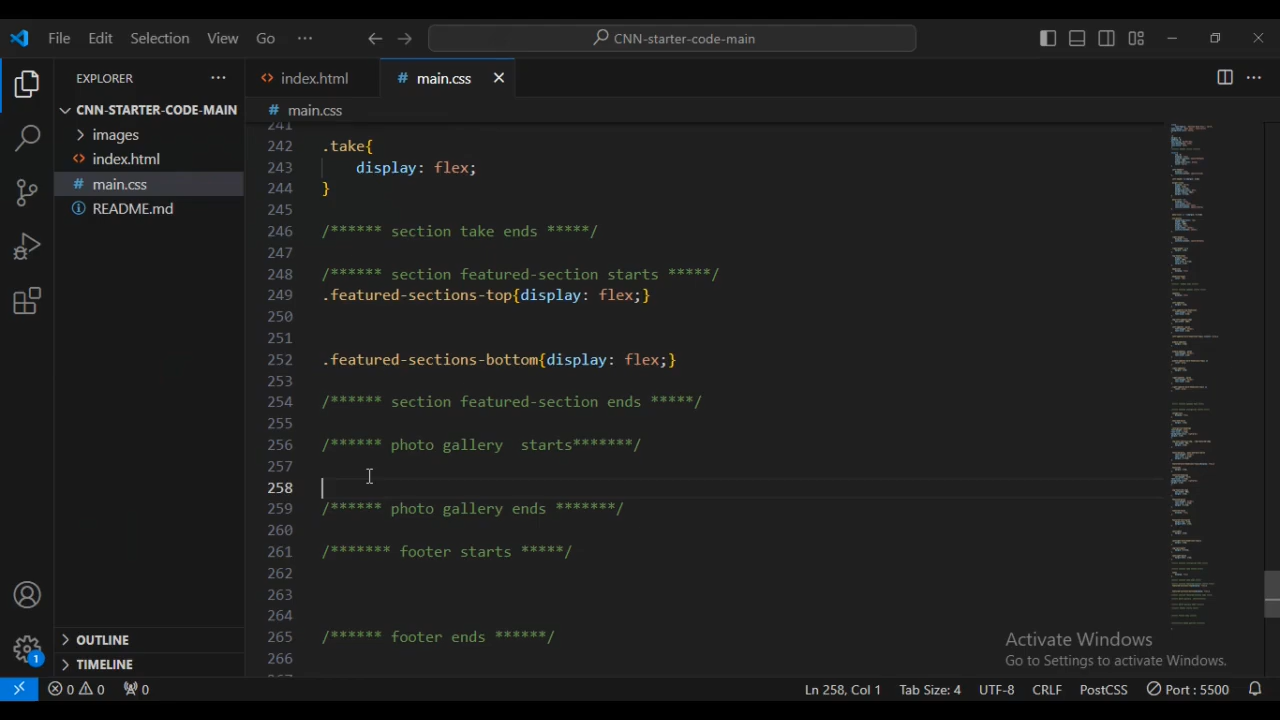 File Edit Selection View Go ··· CNN-starter-code-main
EXPLORER ··· index.html main.css
CNN-STARTER-CODE-MAIN
images
index.html
main.css
README.md
OUTLINE
TIMELINE
main.css
241
242 .take{
243 display: flex;
244 }
245
246 /****** section take ends *****/
247
248 /****** section featured-section starts *****/
249 .featured-sections-top{display: flex;}
250
251
252 .featured-sections-bottom{display: flex;}
253
254 /****** section featured-section ends *****/
255
256 /****** photo gallery  starts*******/
257
258
259 /****** photo gallery ends *******/
260
261 /******* footer starts *****/
262
263
264
265 /****** footer ends ******/
266
Activate Windows
Go to Settings to activate Windows.
1
0 0 0 Ln 258, Col 1 Tab Size: 4 UTF-8 CRLF PostCSS Port : 5500